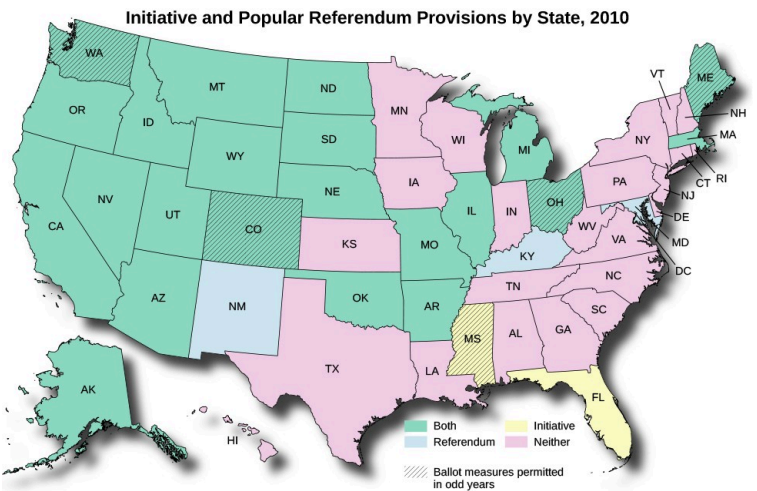 Initiative and Popular Referendum Provisions by State, 2010
WA
MT
ND
MN
VT
ME
OR
ID
SD
WI
MI
NY
NH
MA
WY
IA
NE
PA
RI
CT
NJ
NV
UT
CO
IL
IN
OH
DE
CA
KS
MO
WV
VA
MD
KY
DC
AZ
NM
OK
AR
TN
NC
SC
TX
MS
AL
GA
LA
AK
HI
FL
Both
Initiative
Referendum
Neither
Ballot measures permitted
in odd years